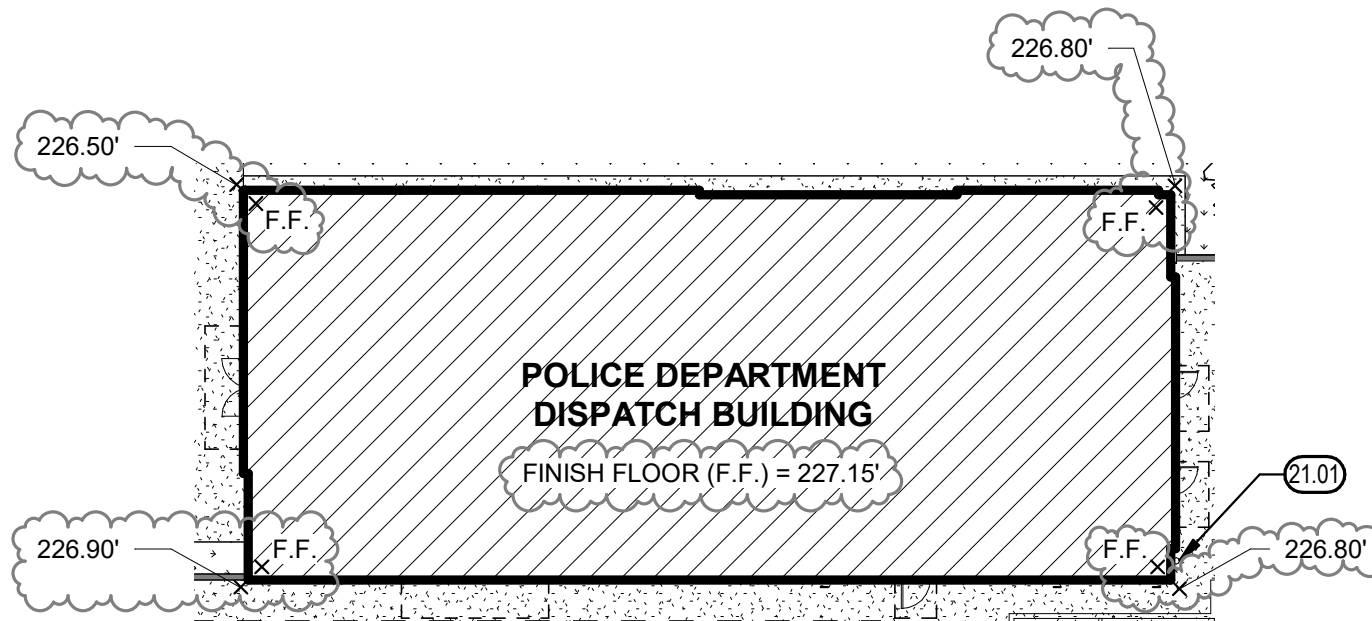 226.80'
226.50'
F.F.
F.F.
POLICE DEPARTMENT
DISPATCH BUILDING
FINISH FLOOR (F.F.) = 227.15'
21.01
226.90'
F.F.
F.F.
226.80'